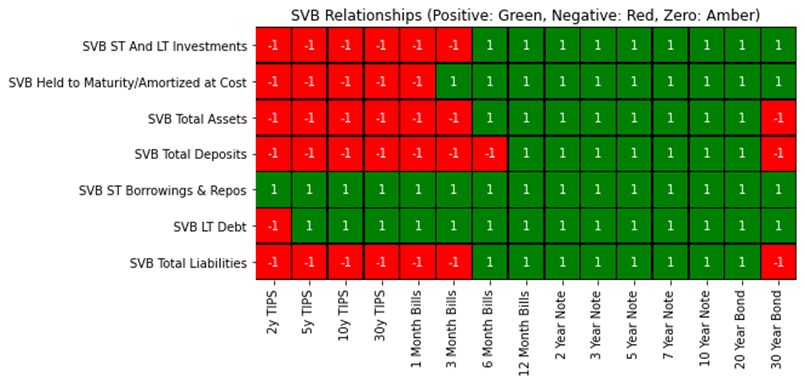 SVB Relationships (Positive: Green, Negative: Red, Zero: Amber)
SVB ST And LT Investments -1 -1 -1 -1 -1 -1 1 1 1 1 1 1 1 1 1
SVB Held to Maturity/Amortized at Cost -1 -1 -1 -1 -1 1 1 1 1 1 1 1 1 1 1
SVB Total Assets -1 -1 -1 -1 -1 -1 1 1 1 1 1 1 1 1 -1
SVB Total Deposits -1 -1 -1 -1 -1 -1 -1 1 1 1 1 1 1 1 -1
SVB ST Borrowings & Repos 1 1 1 1 1 1 1 1 1 1 1 1 1 1 1
SVB LT Debt -1 1 1 1 1 1 1 1 1 1 1 1 1 1 1
SVB Total Liabilities -1 -1 -1 -1 -1 -1 1 1 1 1 1 1 1 1 -1
2y TIPS
5y TIPS
10y TIPS
30y TIPS
1 Month Bills
3 Month Bills
6 Month Bills
12 Month Bills
2 Year Note
3 Year Note
5 Year Note
7 Year Note
10 Year Note
20 Year Bond
30 Year Bond